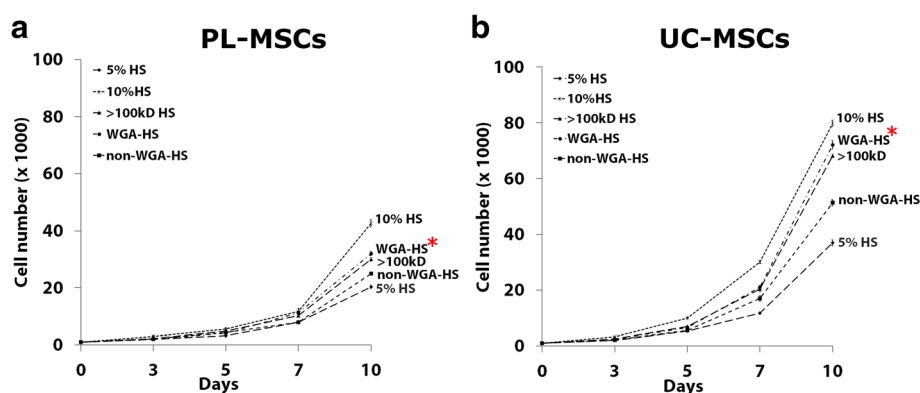 a
PL-MSCs
100
80
60
40
20
0
Cell number (x 1000)
5% HS
10%HS
>100kD HS
WGA-HS
non-WGA-HS
10% HS
WGA-HS*
>100kD
non-WGA-HS
5% HS
0 3 5 7 10
Days
b
UC-MSCs
100
80
60
40
20
0
Cell number (x 1000)
5% HS
10%HS
>100kD HS
WGA-HS
non-WGA-HS
10% HS
WGA-HS*
>100kD
non-WGA-HS
5% HS
0 3 5 7 10
Days